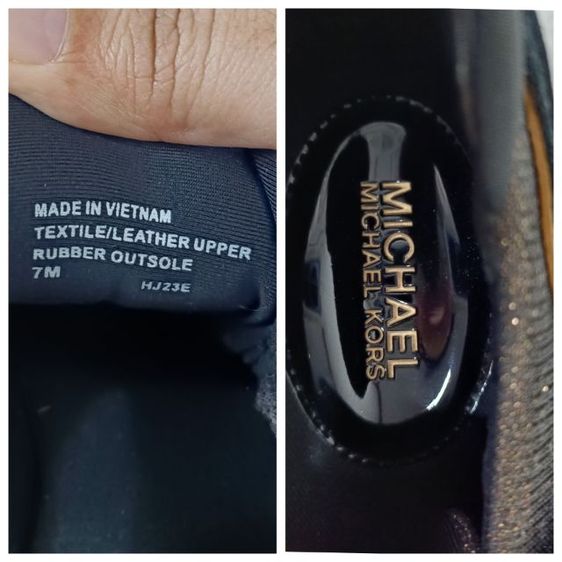 MADE IN VIETNAM
TEXTILE/LEATHER UPPER
RUBBER OUTSOLE
7M
HJ23E
MICHAEL
MICHAEL KORS